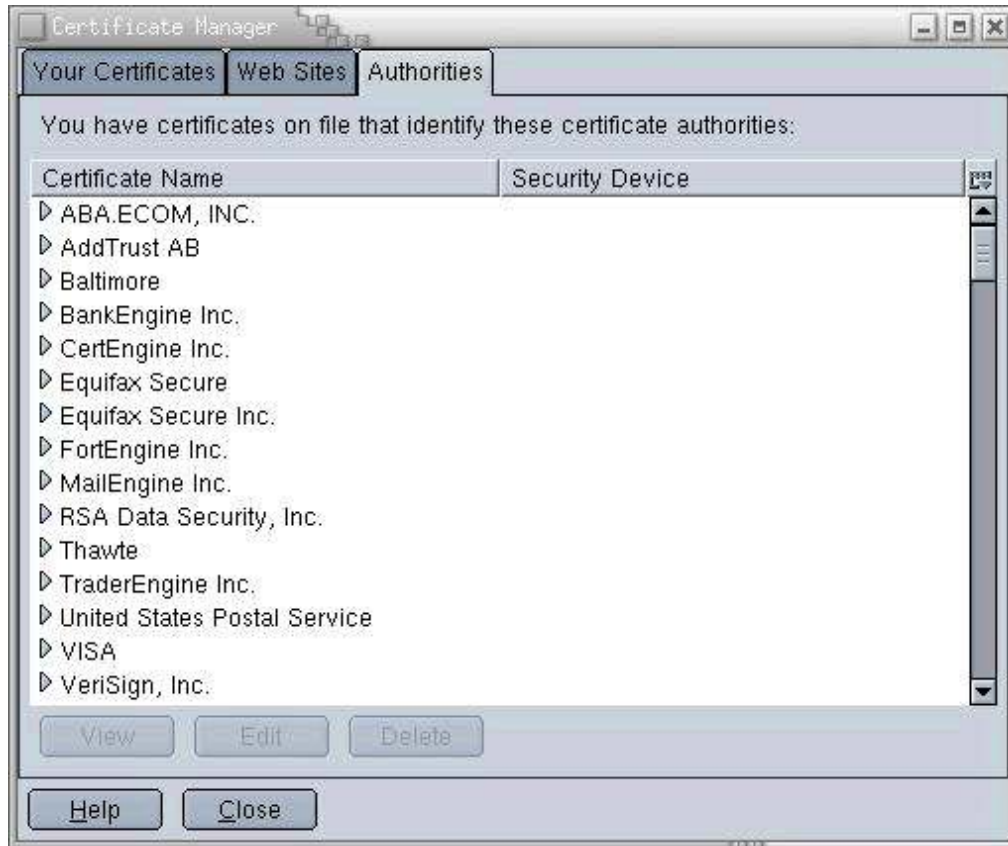 Certificate Manager
Your Certificates Web Sites Authorities
You have certificates on file that identify these certificate authorities:
Certificate Name Security Device
ABA.ECOM, INC.
AddTrust AB
Baltimore
BankEngine Inc.
CertEngine Inc.
Equifax Secure
Equifax Secure Inc.
FortEngine Inc.
MailEngine Inc.
RSA Data Security, Inc.
Thawte
TraderEngine Inc.
United States Postal Service
VISA
VeriSign, Inc.
View Edit Delete
Help Close